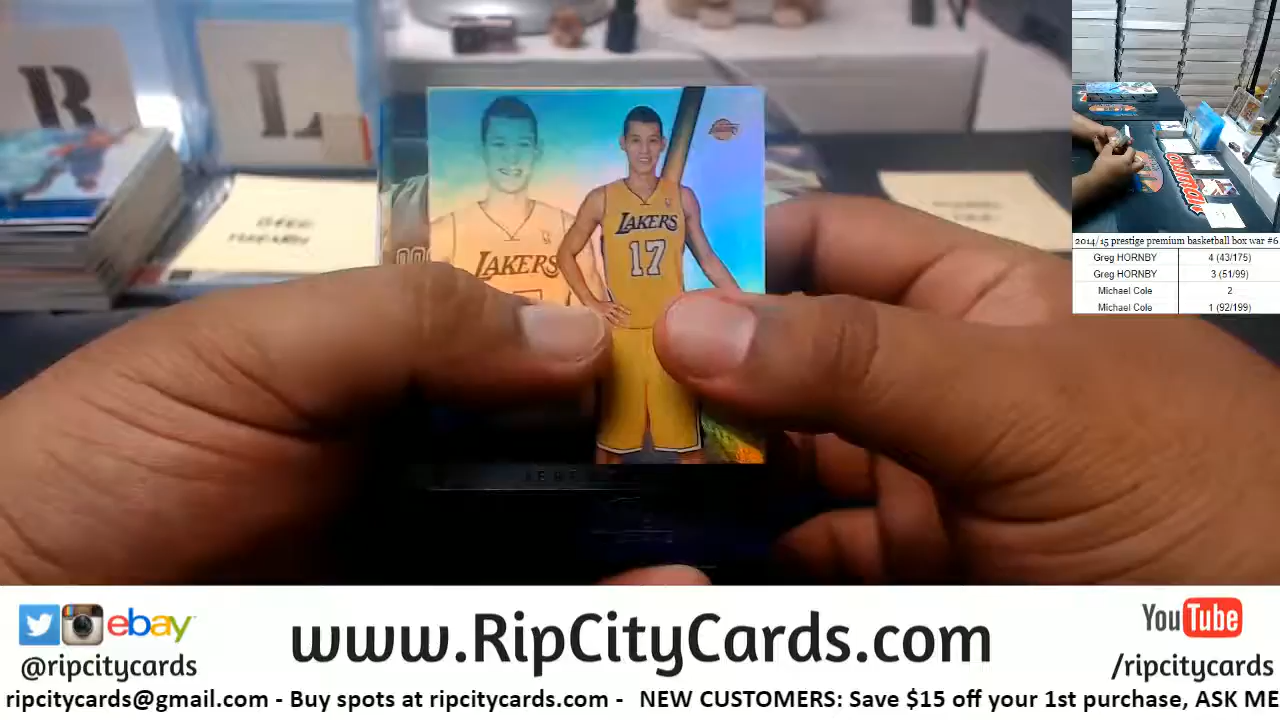 R
L
LAKERS
LAKERS
17
2014/15 prestige premium basketball box war #6
Greg HORNBY 4 (43/175)
Greg HORNBY 3 (51/99)
Michael Cole 2
Michael Cole 1 (92/199)
ebay
@ripcitycards
www.RipCityCards.com
YouTube
/ripcitycards
ripcitycards@gmail.com - Buy spots at ripcitycards.com - NEW CUSTOMERS: Save $15 off your 1st purchase, ASK ME